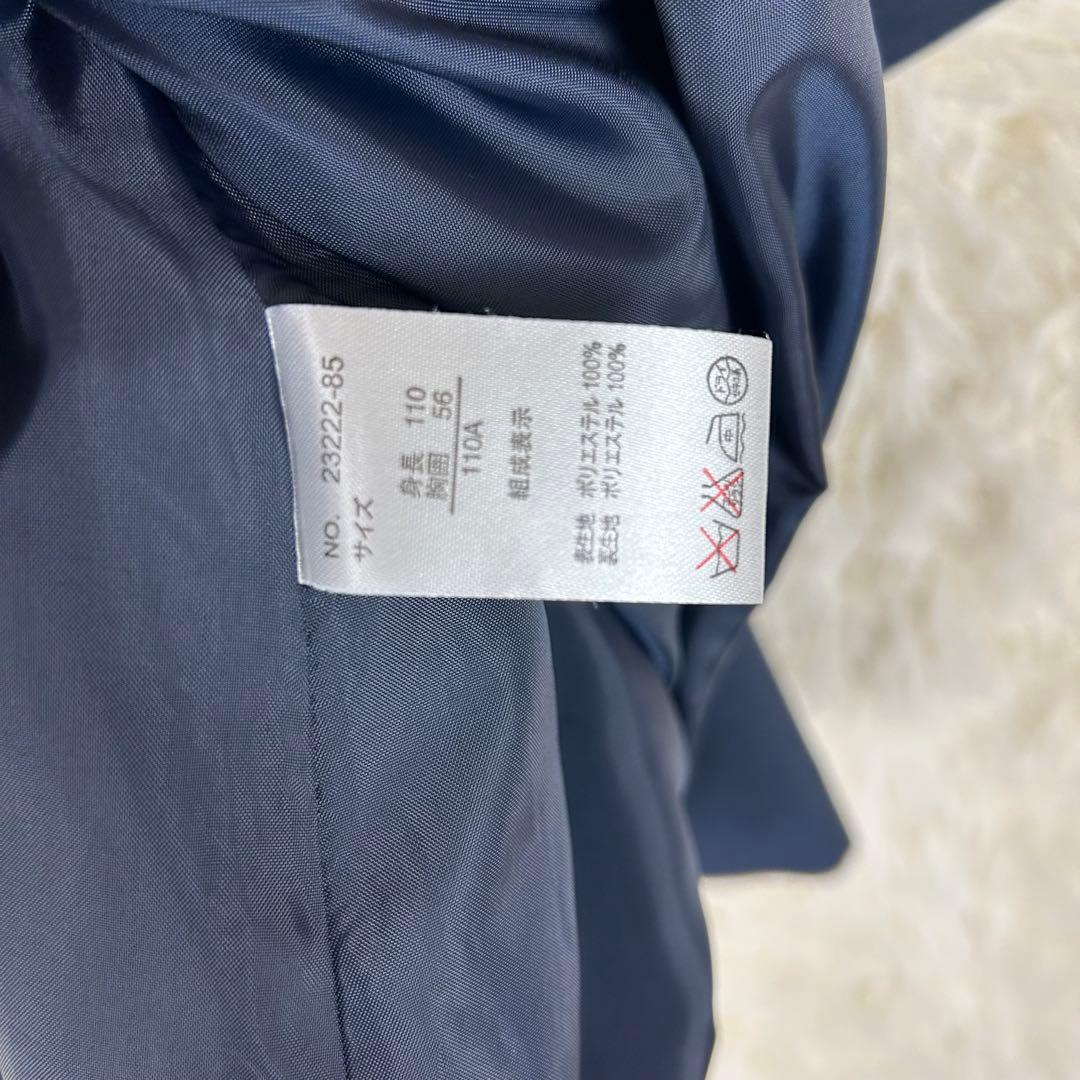 NO. 23222-85
サイズ
身長 110
胸囲 56
110A
組成表示
表生地 ポリエステル 100%
裏生地 ポリエステル 100%
中